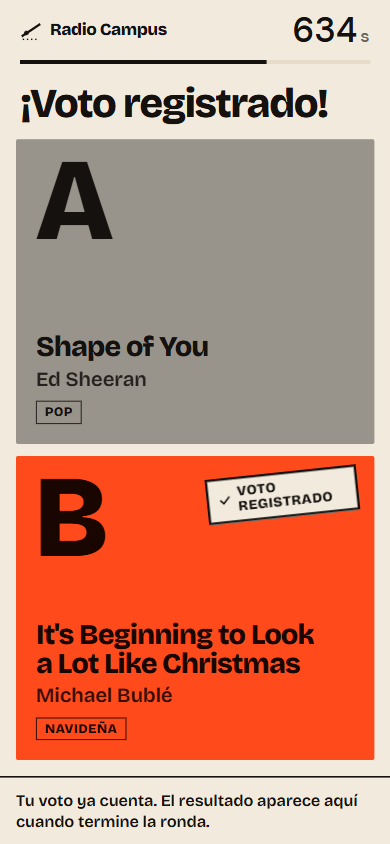 Radio Campus
634 s
¡Voto registrado!
A
Shape of You
Ed Sheeran
POP
B
VOTO
REGISTRADO
It's Beginning to Look
a Lot Like Christmas
Michael Bublé
NAVIDEÑA
Tu voto ya cuenta. El resultado aparece aquí
cuando termine la ronda.